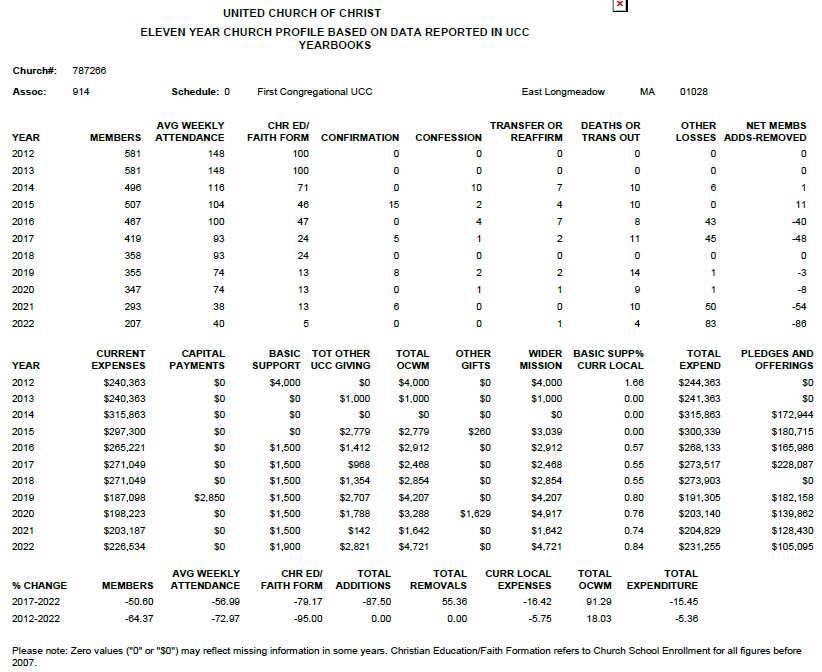 UNITED CHURCH OF CHRIST
ELEVEN YEAR CHURCH PROFILE BASED ON DATA REPORTED IN UCC
YEARBOOKS
Church#: 787266
Assoc: 914 Schedule: 0 First Congregational UCC East Longmeadow MA 01028
AVG WEEKLY CHR ED/ TRANSFER OR DEATHS OR OTHER NET MEMBS
YEAR MEMBERS ATTENDANCE FAITH FORM CONFIRMATION CONFESSION REAFFIRM TRANS OUT LOSSES ADDS-REMOVED
2012 581 148 100 0 0 0 0 0 0
2013 581 148 100 0 0 0 0 0 0
2014 496 116 71 0 10 7 10 6 1
2015 507 104 46 15 2 4 10 0 11
2016 467 100 47 0 4 7 8 43 -40
2017 419 93 24 5 1 2 11 45 -48
2018 358 93 24 0 0 0 0 0 0
2019 355 74 13 8 2 2 14 1 -3
2020 347 74 13 0 1 1 9 1 -8
2021 293 38 13 6 0 0 10 50 -54
2022 207 40 5 0 0 1 4 83 -86
CURRENT CAPITAL BASIC TOT OTHER TOTAL OTHER WIDER BASIC SUPP% TOTAL PLEDGES AND
YEAR EXPENSES PAYMENTS SUPPORT UCC GIVING OCWM GIFTS MISSION CURR LOCAL EXPEND OFFERINGS
2012 $240,363 $0 $4,000 $0 $4,000 $0 $4,000 1.66 $244,363 $0
2013 $240,363 $0 $0 $1,000 $1,000 $0 $1,000 0.00 $241,363 $0
2014 $315,863 $0 $0 $0 $0 $0 $0 0.00 $315,863 $172,944
2015 $297,300 $0 $0 $2,779 $2,779 $260 $3,039 0.00 $300,339 $180,715
2016 $265,221 $0 $1,500 $1,412 $2,912 $0 $2,912 0.57 $268,133 $165,986
2017 $271,049 $0 $1,500 $968 $2,468 $0 $2,468 0.55 $273,517 $228,087
2018 $271,049 $0 $1,500 $1,354 $2,854 $0 $2,854 0.55 $273,903 $0
2019 $187,098 $2,850 $1,500 $2,707 $4,207 $0 $4,207 0.80 $191,305 $182,158
2020 $198,223 $0 $1,500 $3,288 $1,629 $4,917 0.76 $203,140 $139,862
2021 $203,187 $0 $1,500 $142 $1,642 $0 $1,642 0.74 $204,829 $128,430
2022 $226,534 $0 $1,900 $2,821 $4,721 $0 $4,721 0.84 $231,255 $105,095
AVG WEEKLY CHR ED/ TOTAL TOTAL CURR LOCAL TOTAL TOTAL
% CHANGE MEMBERS ATTENDANCE FAITH FORM ADDITIONS REMOVALS EXPENSES OCWM EXPENDITURE
2017-2022 -50.60 -56.99 -79.17 -87.50 55.36 -16.42 91.29 -15.45
2012-2022 -64.37 -72.97 -95.00 0.00 0.00 -5.75 18.03 -5.36
Please note: Zero values ("0" or "$0") may reflect missing information in some years. Christian Education/Faith Formation refers to Church School Enrollment for all figures before
2007.